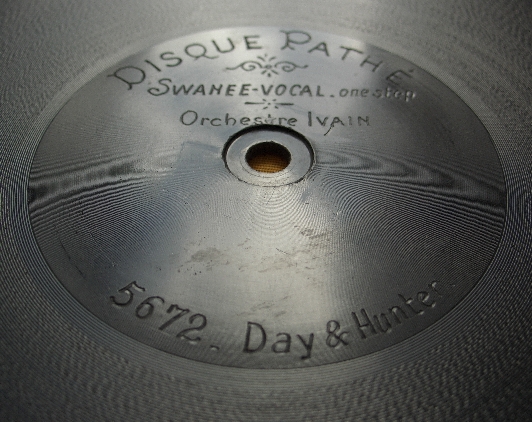 DISQUE PATHÉ
SWANEE-VOCAL. one step
Orchestre IVAIN
5672. Day & Hunter.